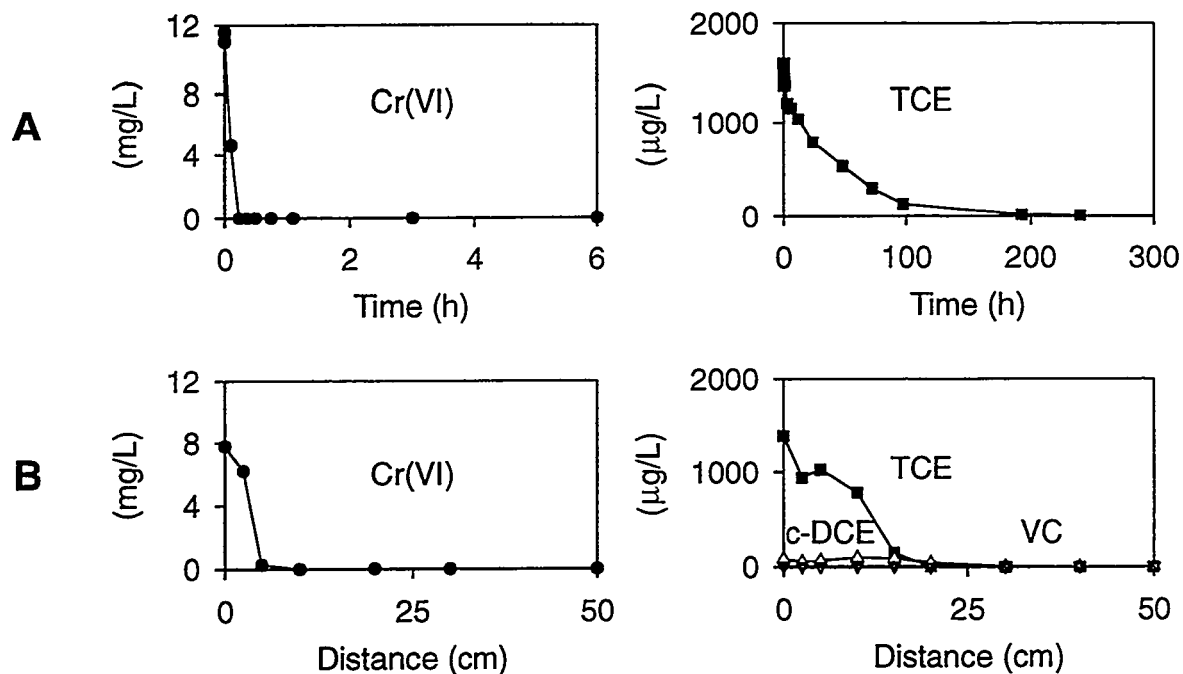 A
12
8
4
0
(mg/L)
Cr(VI)
0 2 4 6
Time (h)
2000
1000
0
(µg/L)
TCE
0 100 200 300
Time (h)
B
12
8
4
0
(mg/L)
Cr(VI)
0 25 50
Distance (cm)
2000
1000
0
(µg/L)
TCE
c-DCE VC
0 25 50
Distance (cm)